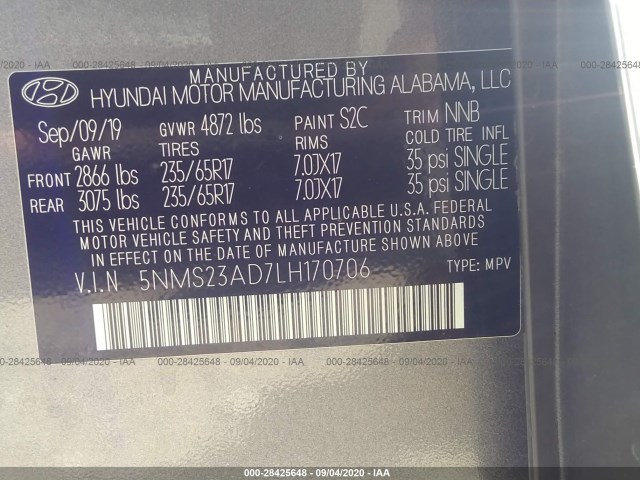 000-28425648 - 09/04/2020 - IAA
MANUFACTURED BY
HYUNDAI MOTOR MANUFACTURING ALABAMA, LLC
Sep/09/19 GVWR 4872 lbs PAINT S2C TRIM NNB
GAWR TIRES RIMS COLD TIRE INFL
FRONT 2866 lbs 235/65R17 7.0JX17 35 psi SINGLE
REAR 3075 lbs 235/65R17 7.0JX17 35 psi SINGLE
THIS VEHICLE CONFORMS TO ALL APPLICABLE U.S.A. FEDERAL
MOTOR VEHICLE SAFETY AND THEFT PREVENTION STANDARDS
IN EFFECT ON THE DATE OF MANUFACTURE SHOWN ABOVE.
V.I.N 5NMS23AD7LH170706 TYPE: MPV
000-28425648 - 09/04/2020 - IAA
000-28425648 - 09/04/2020 - IAA